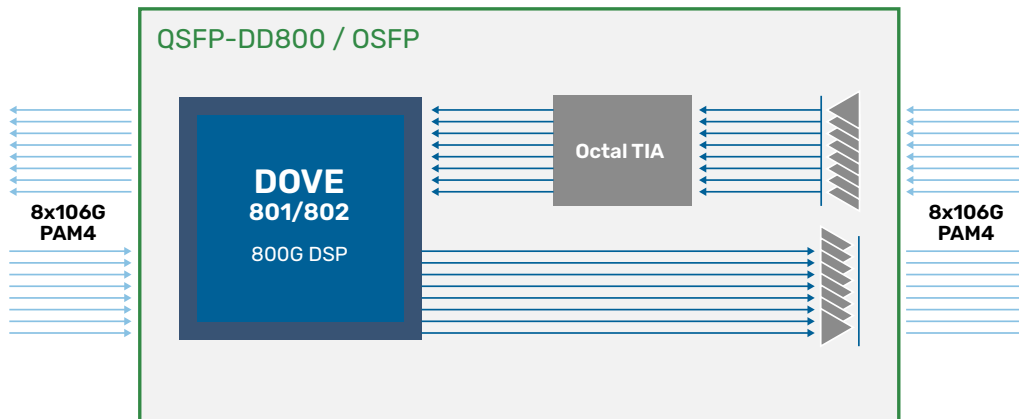 QSFP-DD800 / OSFP
DOVE
801/802
800G DSP
Octal TIA
8x106G
PAM4
8x106G
PAM4